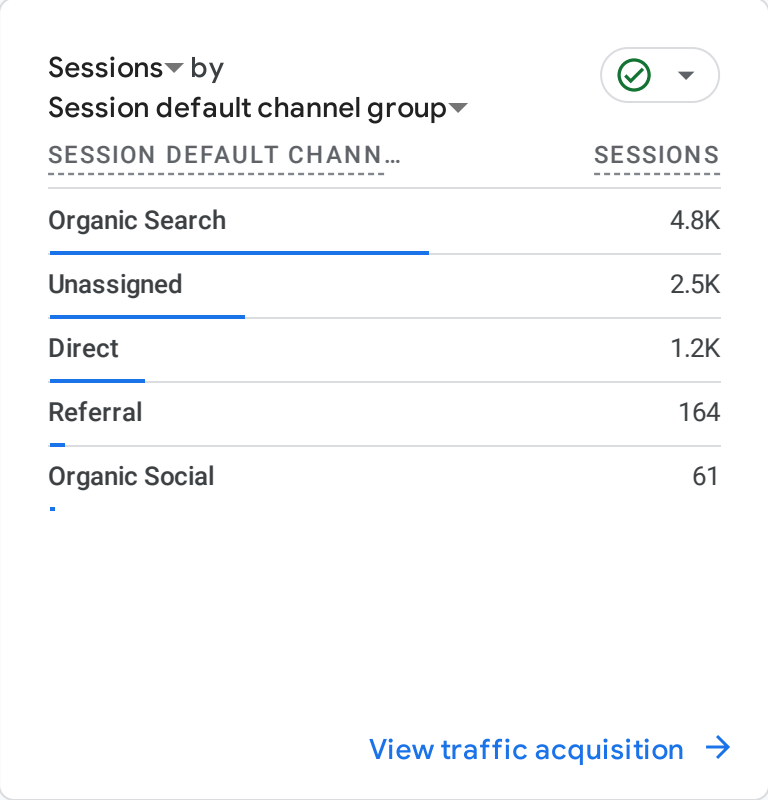 Sessions by
Session default channel group
SESSION DEFAULT CHANN… SESSIONS
Organic Search 4.8K
Unassigned 2.5K
Direct 1.2K
Referral 164
Organic Social 61
View traffic acquisition